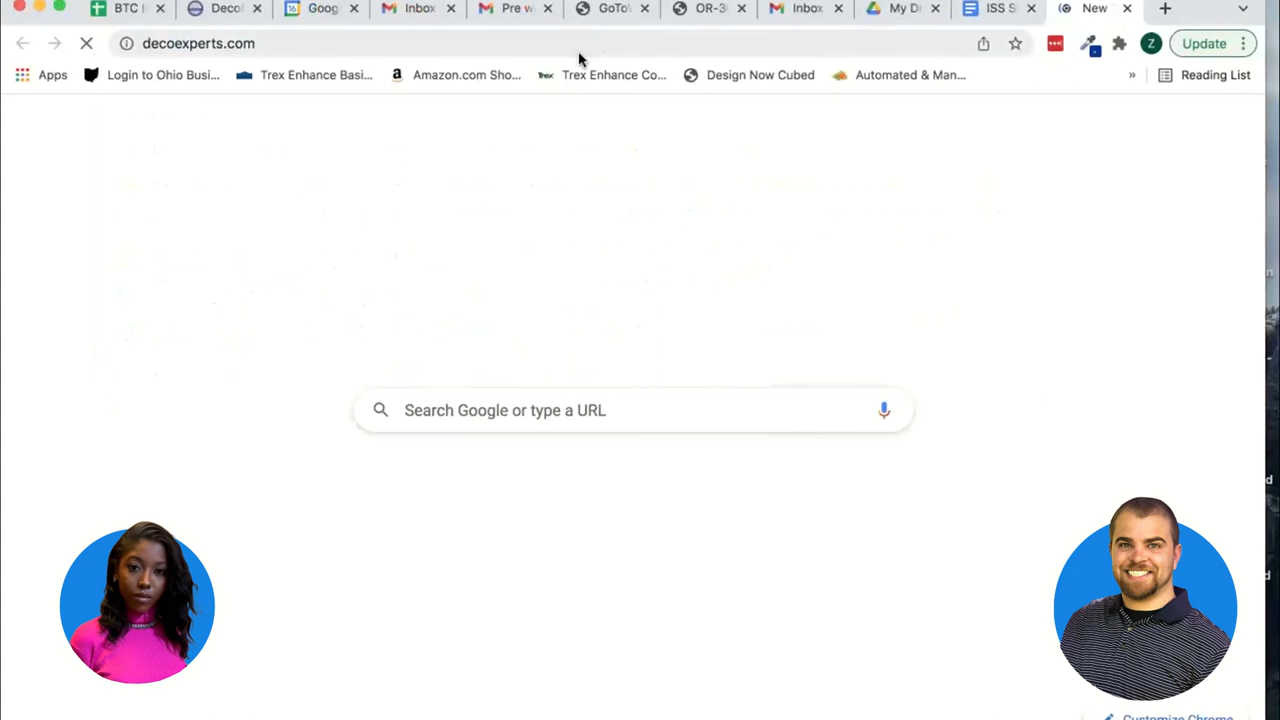 BTC I Deco Goog Inbox Pre w GoTo OR-3 Inbox My D ISS S New
decoexperts.com Z Update
Apps Login to Ohio Busi... Trex Enhance Basi... Amazon.com Sho... Trex Enhance Co... Design Now Cubed Automated & Man... » Reading List
Search Google or type a URL
Customize Chrome